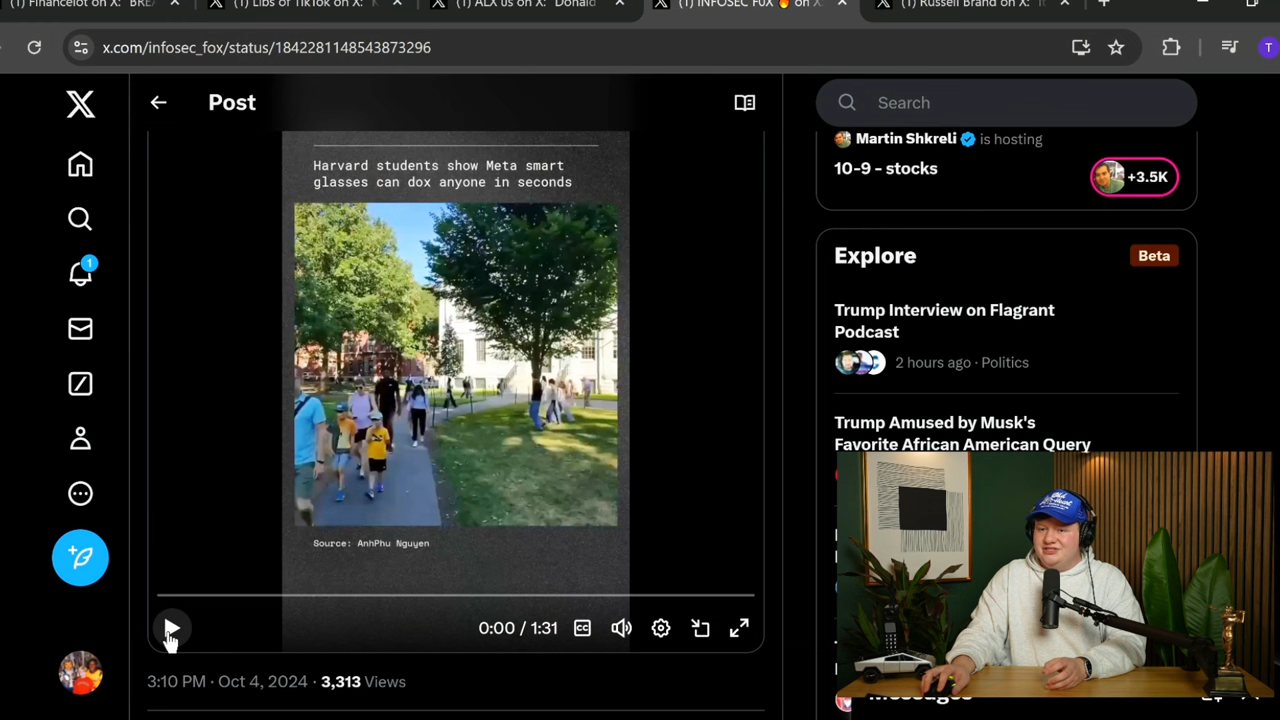 (1) Financelot on X: "BREA
(1) Libs of TikTok on X: "
(1) ALX us on X: "Donald
(1) INFOSEC F0X 🔥 on X:
(1) Russell Brand on X: "
x.com/infosec_fox/status/1842281148543873296
T
Post
Search
Harvard students show Meta smart
glasses can dox anyone in seconds
Source: AnhPhu Nguyen
0:00 / 1:31
CC
3:10 PM · Oct 4, 2024 · 3,313 Views
1
Martin Shkreli is hosting
10-9 - stocks
+3.5K
Explore
Beta
Trump Interview on Flagrant
Podcast
2 hours ago · Politics
Trump Amused by Musk's
Favorite African American Query
Messages